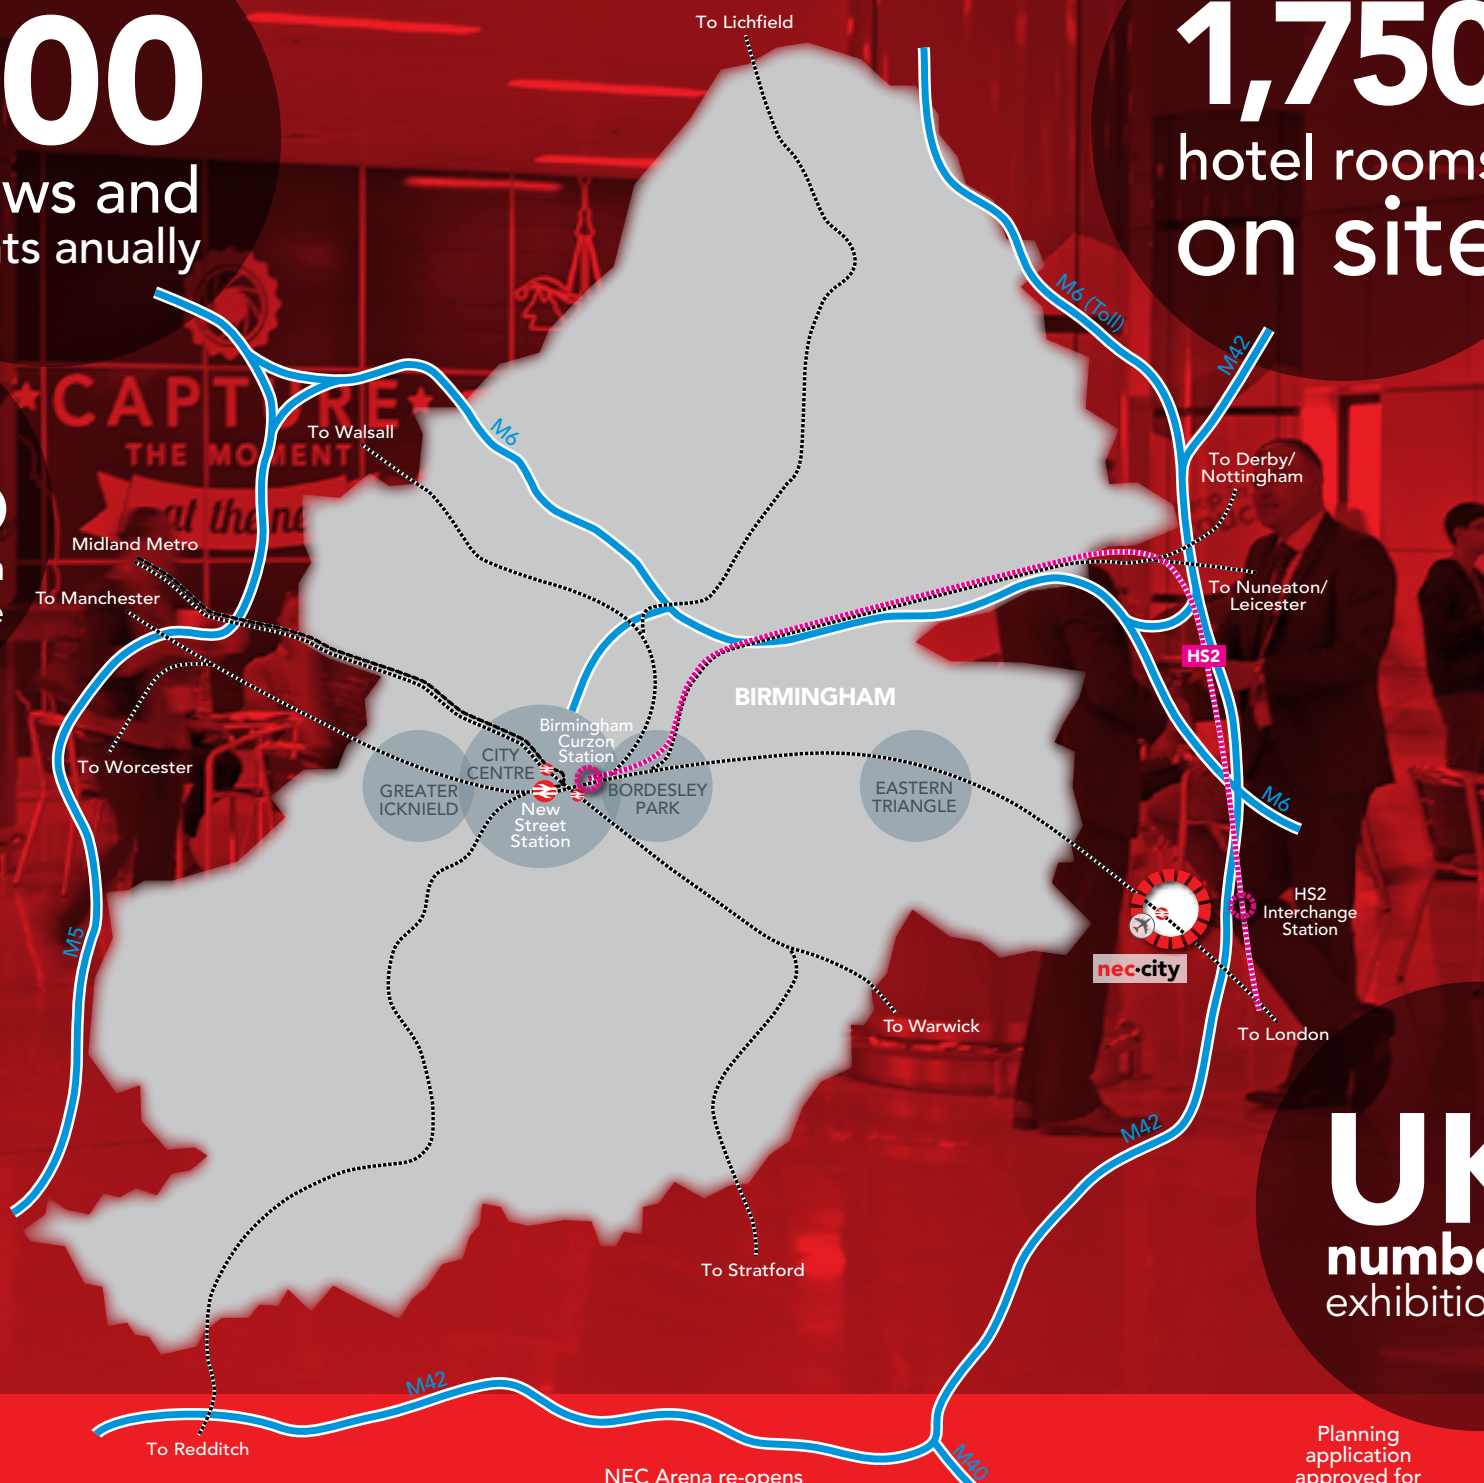 To Lichfield
00
ws and
ts anually
1,750
hotel rooms
on site
M6 (Toll)
M42
CAPTURE
THE MOMENT
at the ne
To Walsall
M6
To Derby/
Nottingham
Midland Metro
To Manchester
To Nuneaton/
Leicester
HS2
BIRMINGHAM
To Worcester
Birmingham
Curzon
Station
CITY
CENTRE
GREATER
ICKNIELD
BORDESLEY
PARK
EASTERN
TRIANGLE
New
Street
Station
M6
HS2
Interchange
Station
M5
nec·city
To Warwick
To London
M42
UK
numbe
exhibitio
To Stratford
M42
To Redditch
M40
NEC Arena re-opens
Planning
application
approved for